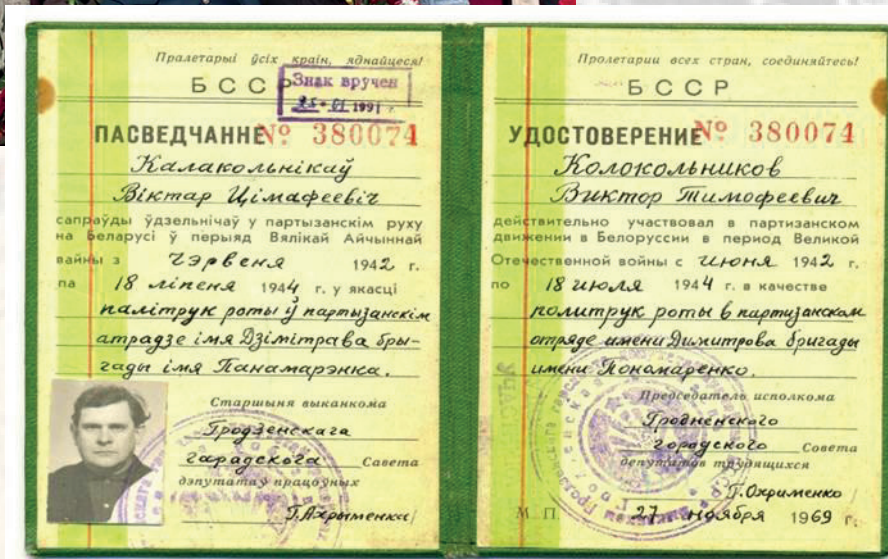 Пралетарыі ўсіх краін, яднайцеся!
БССР
Знак вручен
25 • 01 1991 г.
ПАСВЕДЧАННЕ № 380074
Калакольнікаў
Віктар Цімафеевіч
сапраўды ўдзельнічаў у партызанскім руху
на Беларусі ў перыяд Вялікай Айчыннай
вайны з чэрвеня 1942 г.
па 18 ліпеня 1944 г. у якасці
палітрук роты ў партызанскім
атрадзе імя Дзімітрава бры-
гады імя Панамарэнка.
Старшыня выканкома
Гродзенскага
гарадскога Савета
дэпутатаў працоўных
Г. Ахрыменка/
Пролетарии всех стран, соединяйтесь!
БССР
УДОСТОВЕРЕНИЕ № 380074
Колокольников
Виктор Тимофеевич
действительно участвовал в партизанском
движении в Белоруссии в период Великой
Отечественной войны с июня 1942 г.
по 18 июля 1944 г. в качестве
политрук роты в партизанском
отряде имени Димитрова бригады
имени Пономаренко.
Председатель исполкома
Гродненского
городского Совета
депутатов трудящихся
Г. Охрименко/
М. П. 27 ноября 1969 г.